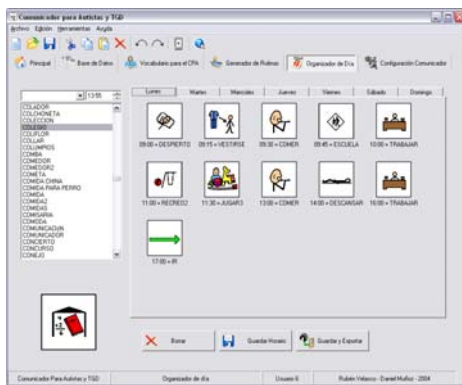 Comunicador para Autistas y TGD
Archivo Edición Herramientas Ayuda
Principal Base de Datos Vocabulario para el CPA Generador de Rutinas Organizador de Día Configuración Comunicador
13:55
Lunes Martes Miercoles Jueves Viernes Sábado Domingo
COLADOR
COLCHONETA
COLECCION
COLEGIO
COLIFLOR
COLLAR
COLUMPIOS
COMBA
COMEDOR
COMEDOR2
COMETA
COMIDA CHINA
COMIDA PARA PERRO
COMIDA
COMIDA2
COMIDAS
COMISARIA
COMODA
COMUNICACION
COMUNICADOR
CONCIERTO
CONCURSO
CONEJO
09:00 = DESPIERTO 09:15 = VESTIRSE 09:30 = COMER 09:45 = ESCUELA 10:00 = TRABAJAR
11:00 = RECREO2 11:30 = JUGAR3 13:00 = COMER 14:00 = DESCANSAR 16:00 = TRABAJAR
17:00 = IR
Borrar Guardar Horario Guardar y Exportar
Comunicador Para Autistas y TGD Organizador de día Usuario 6 Rubén Velasco - Daniel Muñoz - 2004